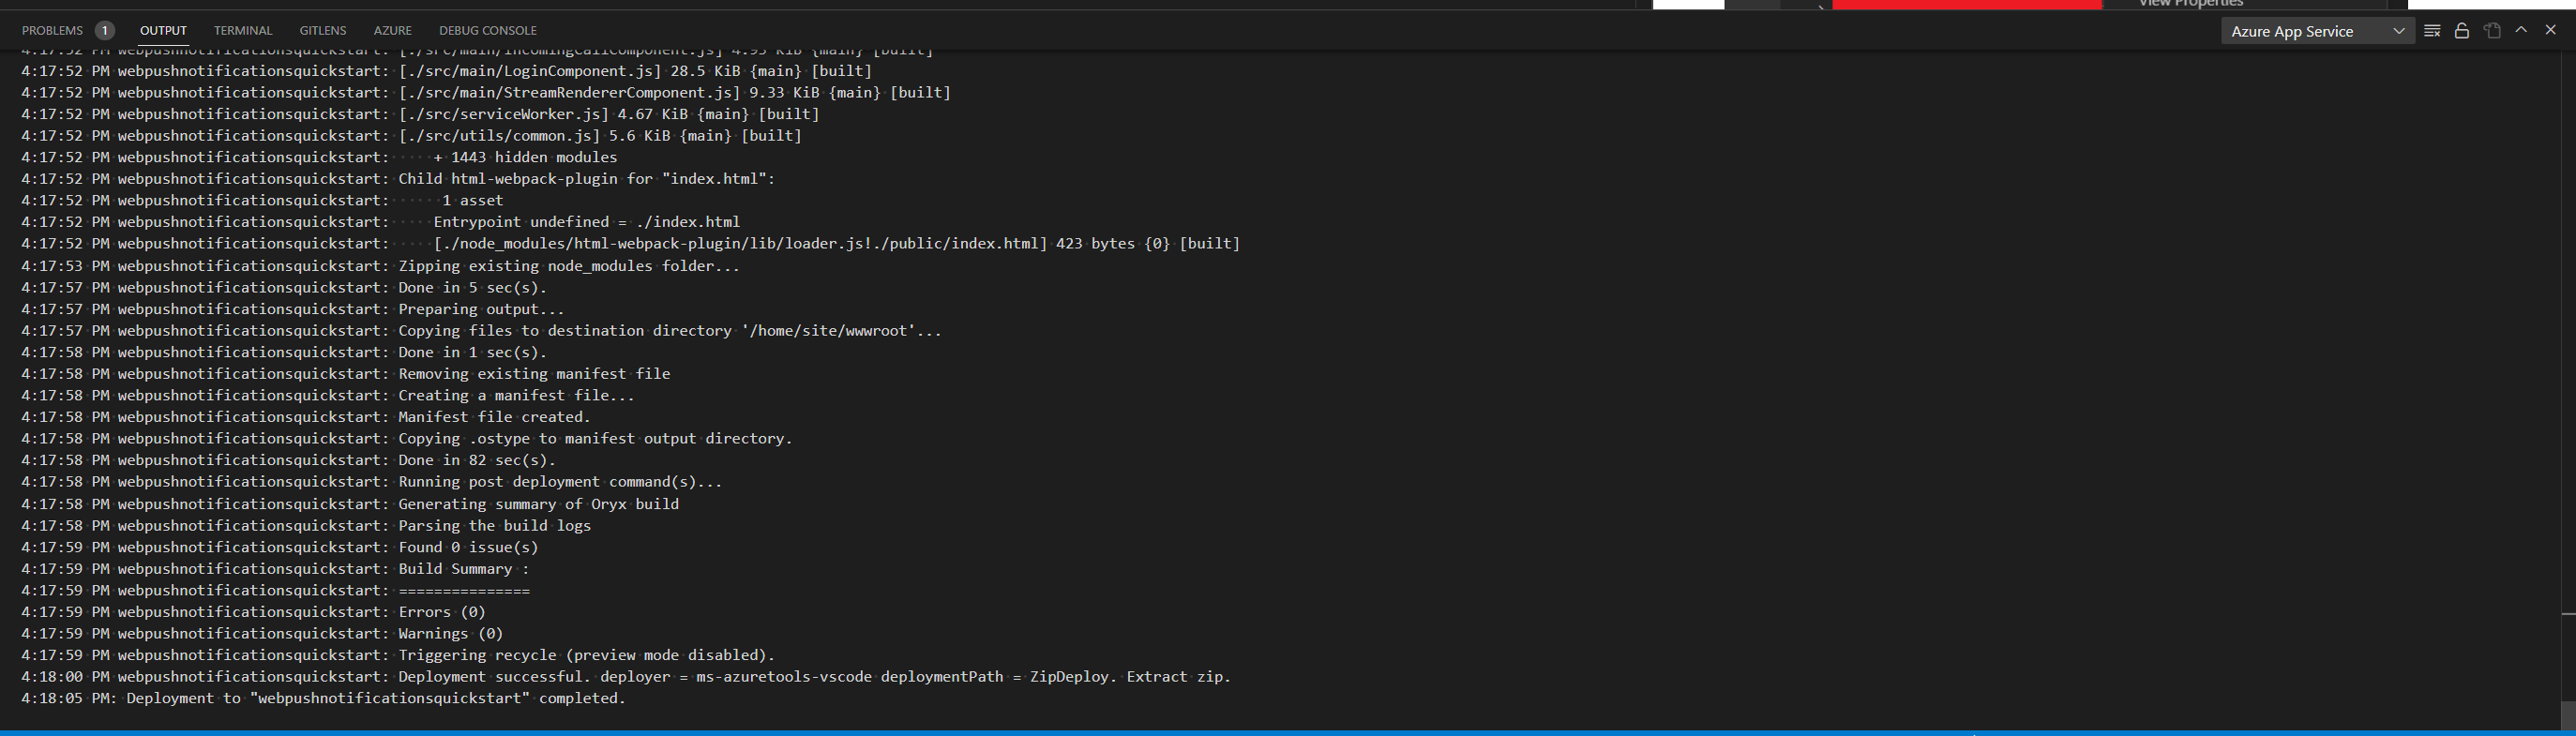 View Properties
PROBLEMS 1 OUTPUT TERMINAL GITLENS AZURE DEBUG CONSOLE Azure App Service
4:17:52 PM webpushnotificationsquickstart: [./src/main/IncomingCallComponent.js] 4.95 KiB {main} [built]
4:17:52 PM webpushnotificationsquickstart: [./src/main/LoginComponent.js] 28.5 KiB {main} [built]
4:17:52 PM webpushnotificationsquickstart: [./src/main/StreamRendererComponent.js] 9.33 KiB {main} [built]
4:17:52 PM webpushnotificationsquickstart: [./src/serviceWorker.js] 4.67 KiB {main} [built]
4:17:52 PM webpushnotificationsquickstart: [./src/utils/common.js] 5.6 KiB {main} [built]
4:17:52 PM webpushnotificationsquickstart:     + 1443 hidden modules
4:17:52 PM webpushnotificationsquickstart: Child html-webpack-plugin for "index.html":
4:17:52 PM webpushnotificationsquickstart:      1 asset
4:17:52 PM webpushnotificationsquickstart:     Entrypoint undefined = ./index.html
4:17:52 PM webpushnotificationsquickstart:     [./node_modules/html-webpack-plugin/lib/loader.js!./public/index.html] 423 bytes {0} [built]
4:17:53 PM webpushnotificationsquickstart: Zipping existing node_modules folder...
4:17:57 PM webpushnotificationsquickstart: Done in 5 sec(s).
4:17:57 PM webpushnotificationsquickstart: Preparing output...
4:17:57 PM webpushnotificationsquickstart: Copying files to destination directory '/home/site/wwwroot'...
4:17:58 PM webpushnotificationsquickstart: Done in 1 sec(s).
4:17:58 PM webpushnotificationsquickstart: Removing existing manifest file
4:17:58 PM webpushnotificationsquickstart: Creating a manifest file...
4:17:58 PM webpushnotificationsquickstart: Manifest file created.
4:17:58 PM webpushnotificationsquickstart: Copying .ostype to manifest output directory.
4:17:58 PM webpushnotificationsquickstart: Done in 82 sec(s).
4:17:58 PM webpushnotificationsquickstart: Running post deployment command(s)...
4:17:58 PM webpushnotificationsquickstart: Generating summary of Oryx build
4:17:58 PM webpushnotificationsquickstart: Parsing the build logs
4:17:59 PM webpushnotificationsquickstart: Found 0 issue(s)
4:17:59 PM webpushnotificationsquickstart: Build Summary :
4:17:59 PM webpushnotificationsquickstart: ===============
4:17:59 PM webpushnotificationsquickstart: Errors (0)
4:17:59 PM webpushnotificationsquickstart: Warnings (0)
4:17:59 PM webpushnotificationsquickstart: Triggering recycle (preview mode disabled).
4:18:00 PM webpushnotificationsquickstart: Deployment successful. deployer = ms-azuretools-vscode deploymentPath = ZipDeploy. Extract zip.
4:18:05 PM: Deployment to "webpushnotificationsquickstart" completed.